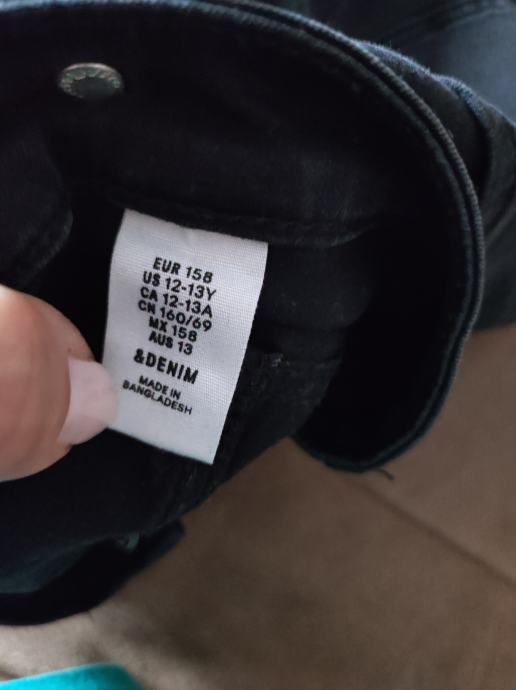 EUR 158
US 12-13Y
CA 12-13A
CN 160/69
MX 158
AUS 13
&DENIM
MADE IN
BANGLADESH